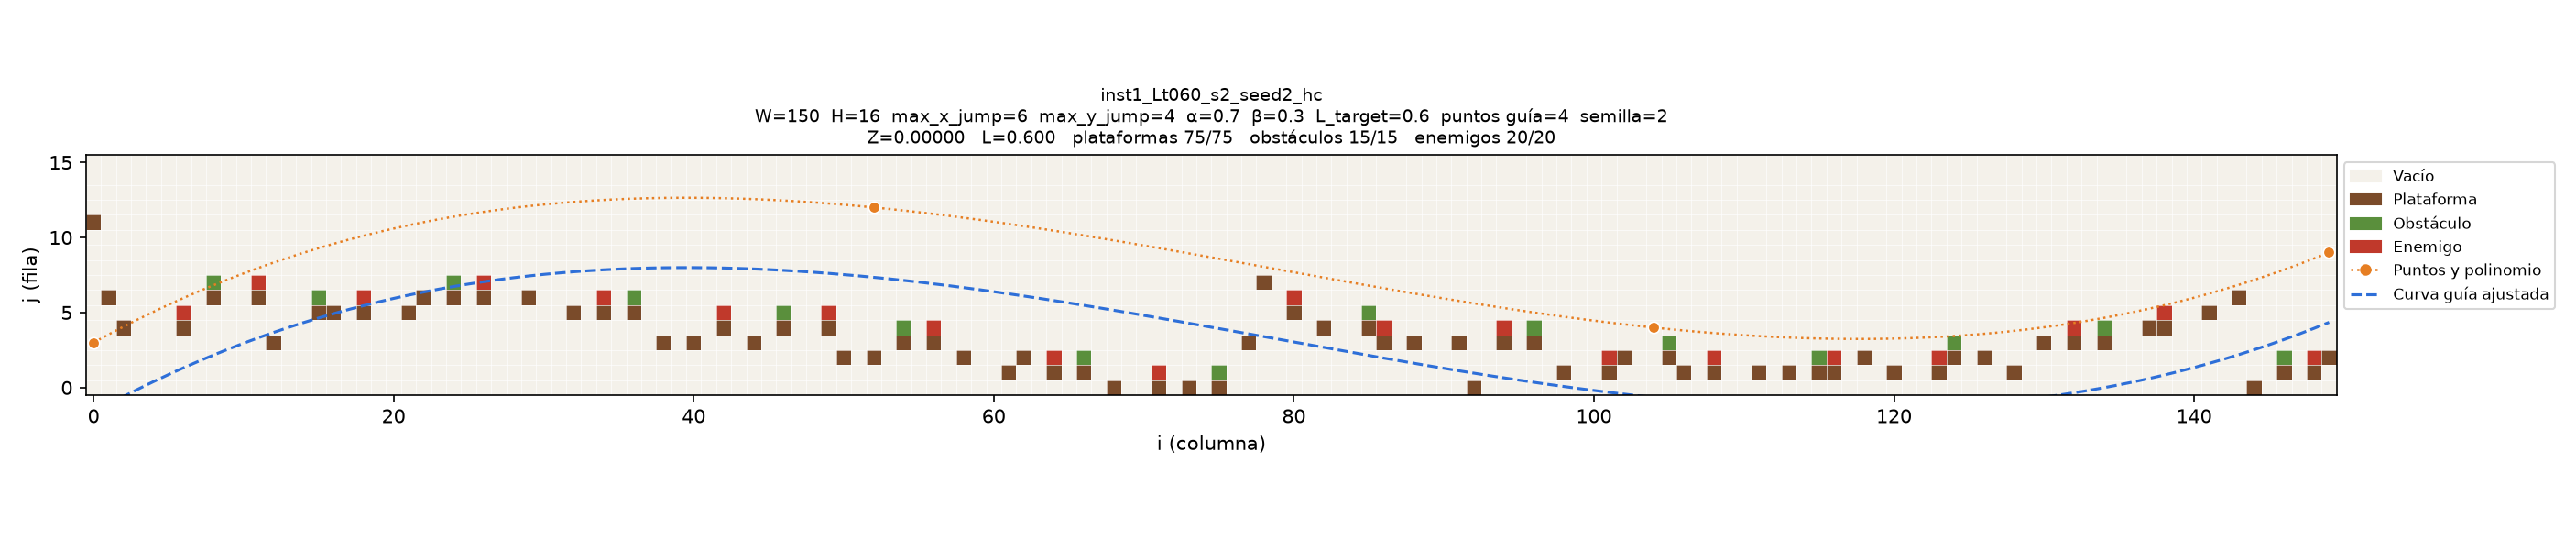 inst1_Lt060_s2_seed2_hc
W=150  H=16  max_x_jump=6  max_y_jump=4  α=0.7  β=0.3  L_target=0.6  puntos guía=4  semilla=2
Z=0.00000  L=0.600  plataformas 75/75  obstáculos 15/15  enemigos 20/20
15
10
5
0
j (fila)
0 20 40 60 80 100 120 140
i (columna)
Vacío
Plataforma
Obstáculo
Enemigo
Puntos y polinomio
Curva guía ajustada